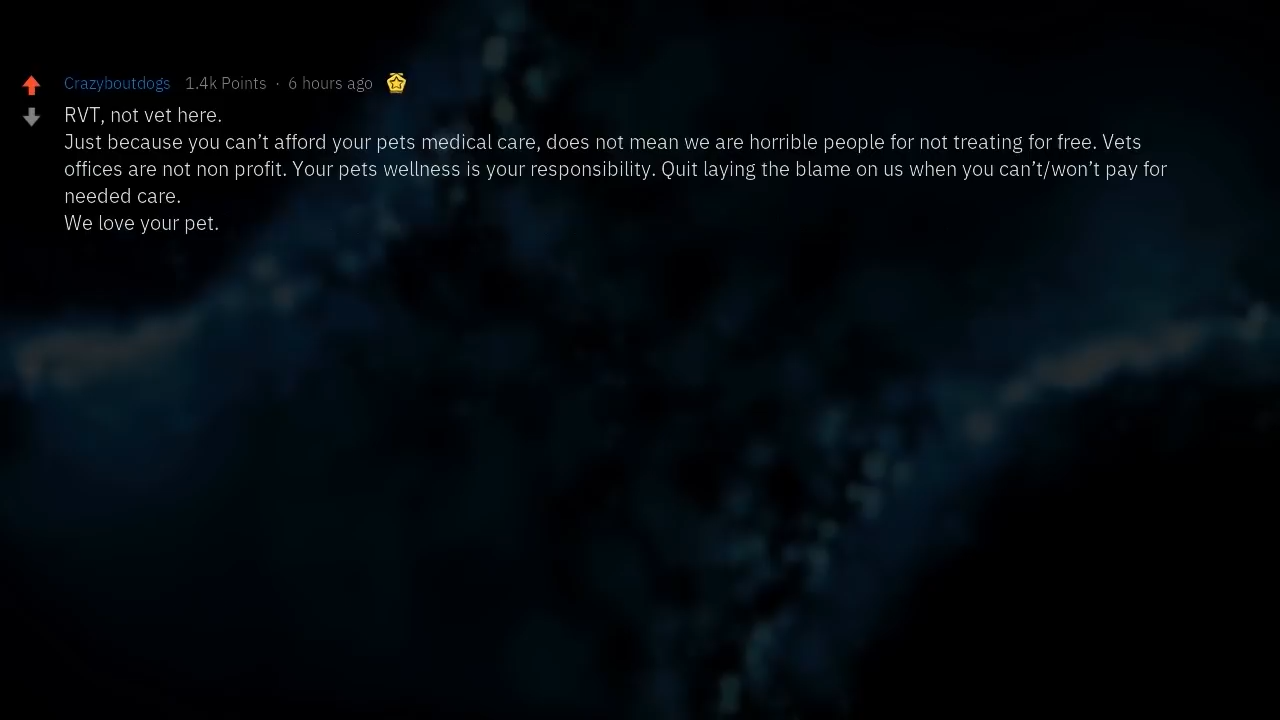 Crazyboutdogs 1.4k Points · 6 hours ago
RVT, not vet here.
Just because you can’t afford your pets medical care, does not mean we are horrible people for not treating for free. Vets
offices are not non profit. Your pets wellness is your responsibility. Quit laying the blame on us when you can’t/won’t pay for
needed care.
We love your pet.